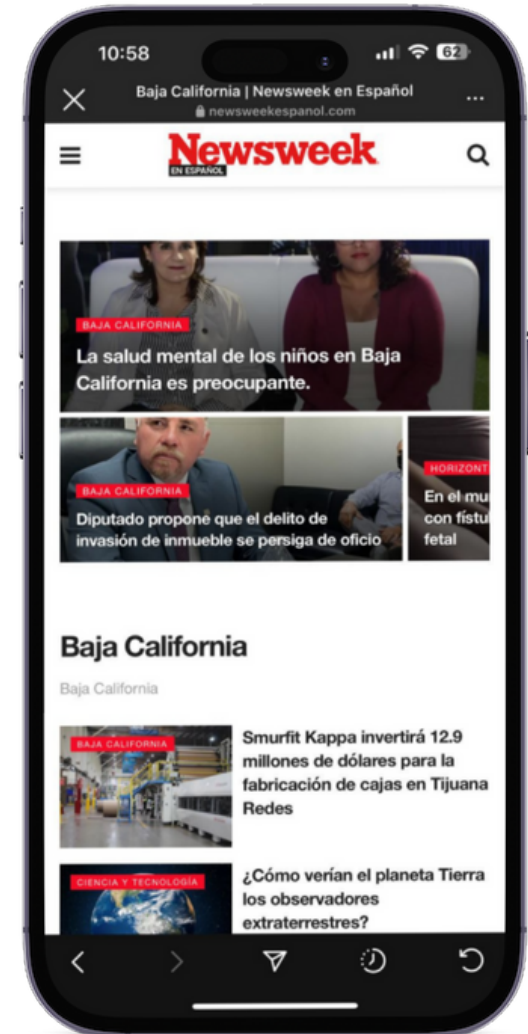 10:58
62
Baja California | Newsweek en Español
newsweekespanol.com
Newsweek
EN ESPAÑOL
BAJA CALIFORNIA
La salud mental de los niños en Baja
California es preocupante.
BAJA CALIFORNIA
Diputado propone que el delito de
invasión de inmueble se persiga de oficio
En el
con
fetal
Baja California
Baja California
BAJA CALIFORNIA
Smurfit Kappa invertirá 12.9
millones de dólares para la
fabricación de cajas en Tijuana
Redes
CIENCIA Y TECNOLOGÍA
¿Cómo verían el planeta Tierra
los observadores
extraterrestres?